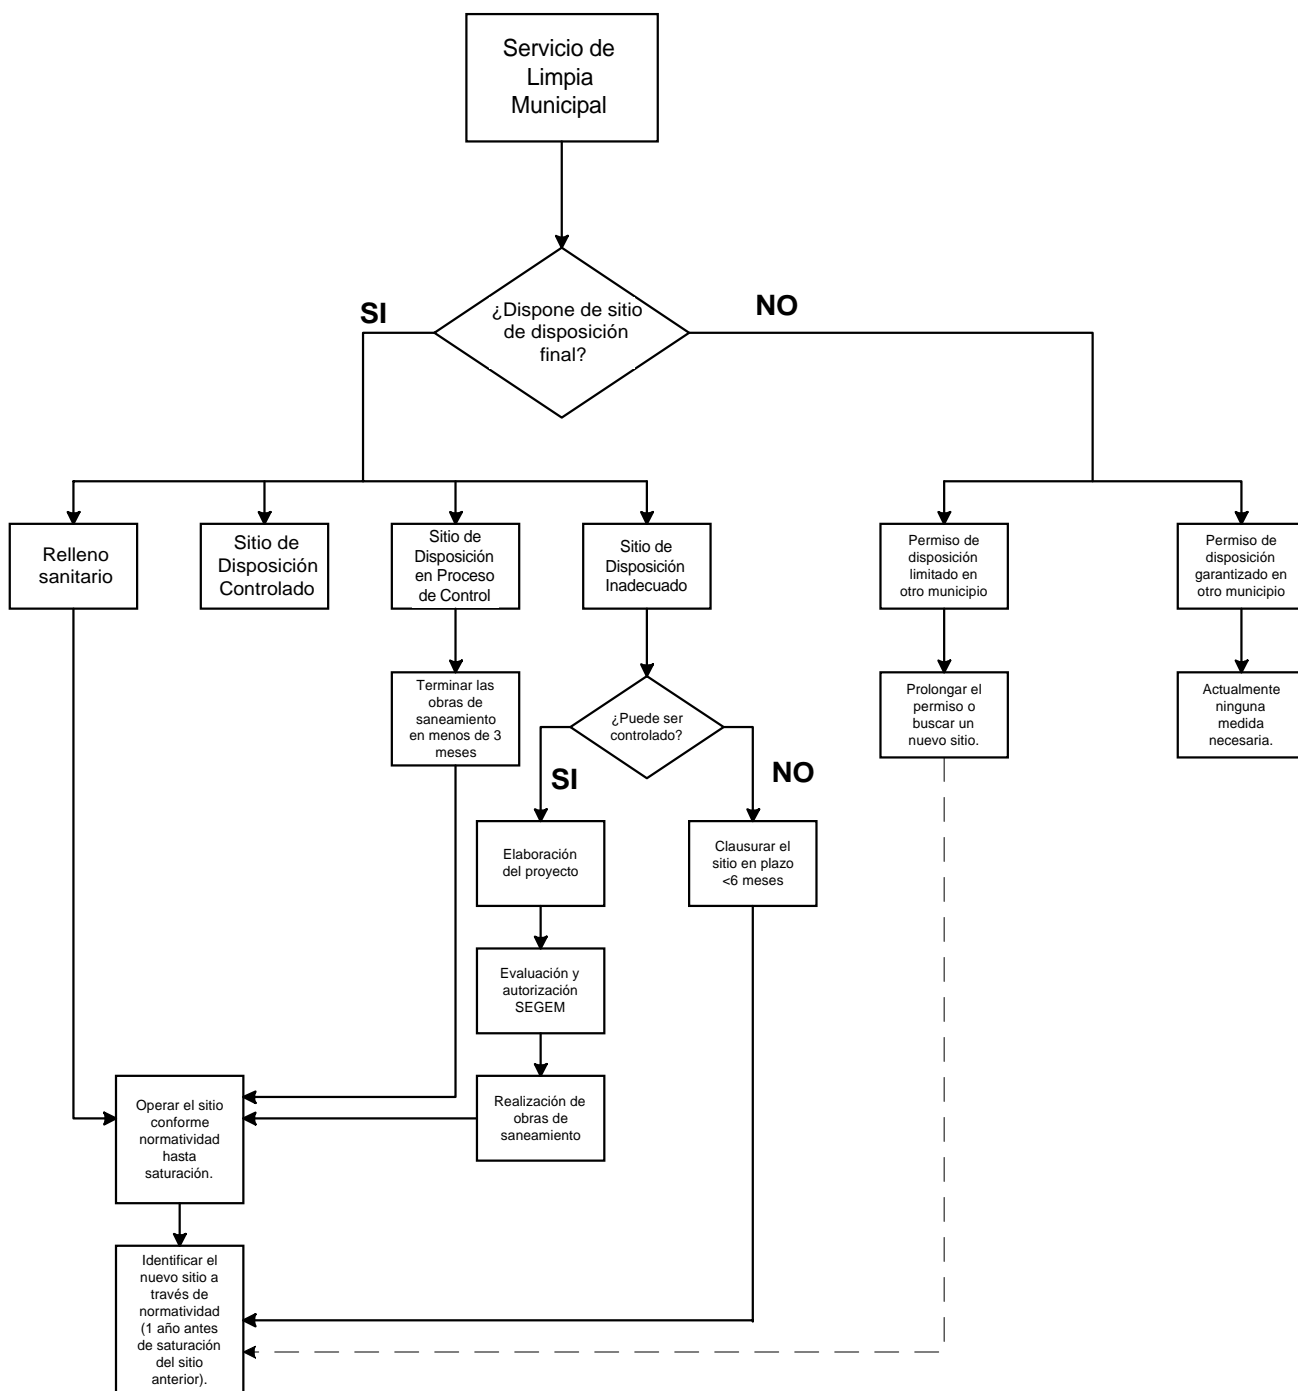 Servicio de
Limpia
Municipal
¿Dispone de sitio
de disposición
final?
SI
NO
Relleno
sanitario
Sitio de
Disposición
Controlado
Sitio de
Disposición
en Proceso
de Control
Sitio de
Disposición
Inadecuado
Permiso de
disposición
limitado en
otro municipio
Permiso de
disposición
garantizado en
otro municipio
Terminar las
obras de
saneamiento
en menos de 3
meses
¿Puede ser
controlado?
Prolongar el
permiso o
buscar un
nuevo sitio.
Actualmente
ninguna
medida
necesaria.
SI
NO
Elaboración
del proyecto
Clausurar el
sitio en plazo
<6 meses
Evaluación y
autorización
SEGEM
Realización de
obras de
saneamiento
Operar el sitio
conforme
normatividad
hasta
saturación.
Identificar el
nuevo sitio a
través de
normatividad
(1 año antes
de saturación
del sitio
anterior).